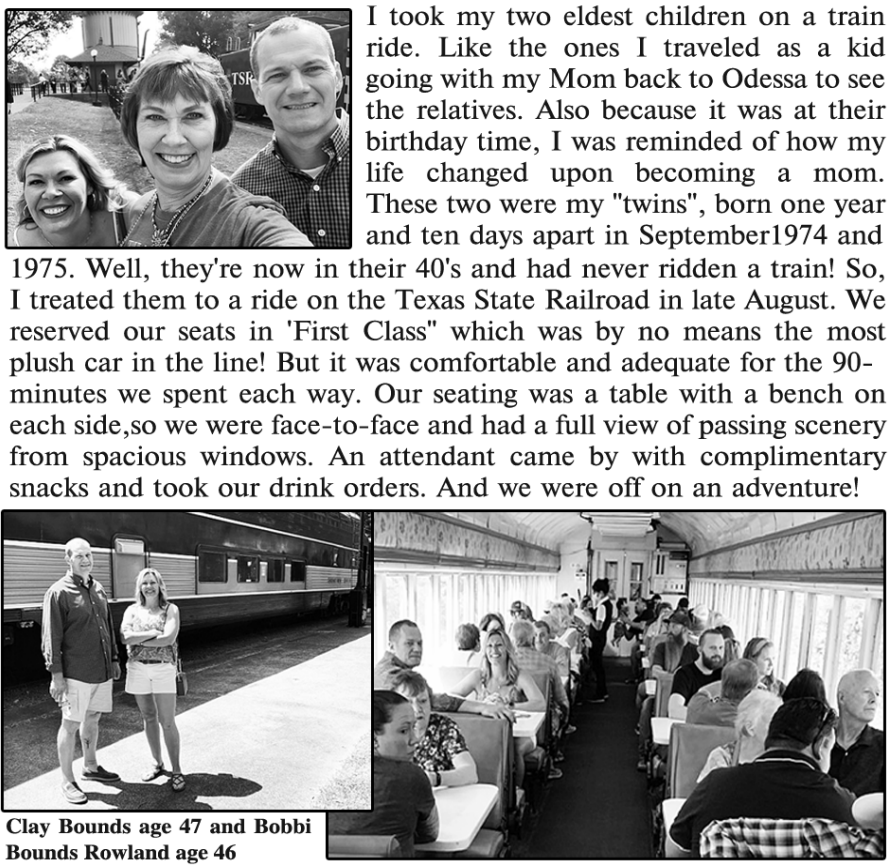 I took my two eldest children on a train
ride. Like the ones I traveled as a kid
going with my Mom back to Odessa to see
the relatives. Also because it was at their
birthday time, I was reminded of how my
life changed upon becoming a mom.
These two were my "twins", born one year
and ten days apart in September1974 and
1975. Well, they're now in their 40's and had never ridden a train! So,
I treated them to a ride on the Texas State Railroad in late August. We
reserved our seats in 'First Class" which was by no means the most
plush car in the line! But it was comfortable and adequate for the 90-
minutes we spent each way. Our seating was a table with a bench on
each side,so we were face-to-face and had a full view of passing scenery
from spacious windows. An attendant came by with complimentary
snacks and took our drink orders. And we were off on an adventure!
TSR
Clay Bounds age 47 and Bobbi
Bounds Rowland age 46